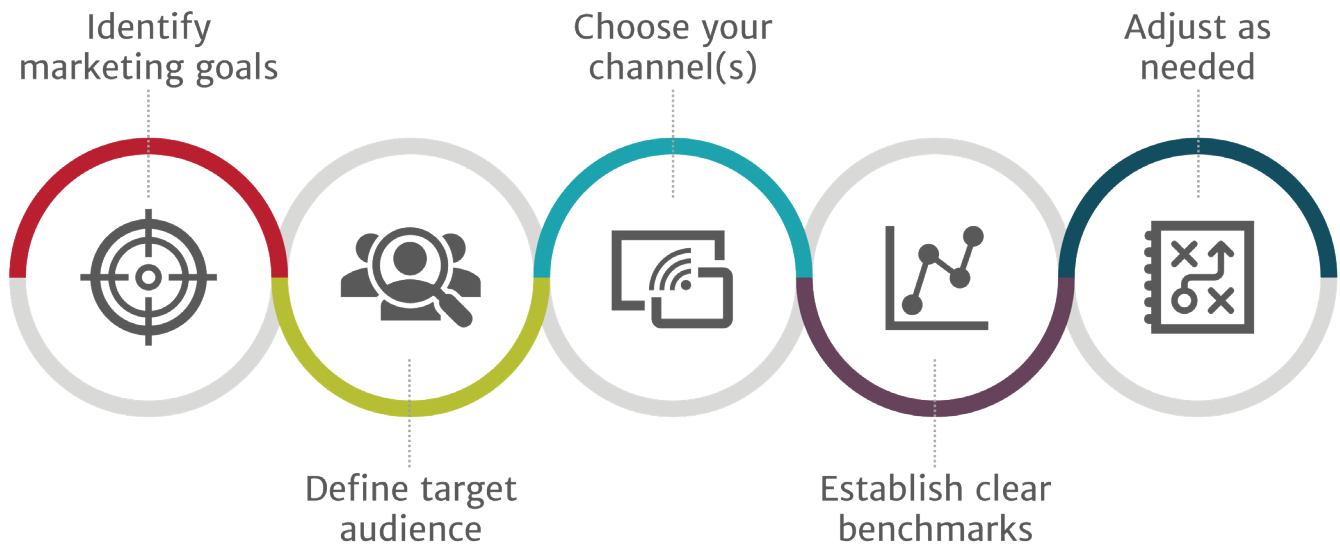 Identify
marketing goals
Define target
audience
Choose your
channel(s)
Establish clear
benchmarks
Adjust as
needed